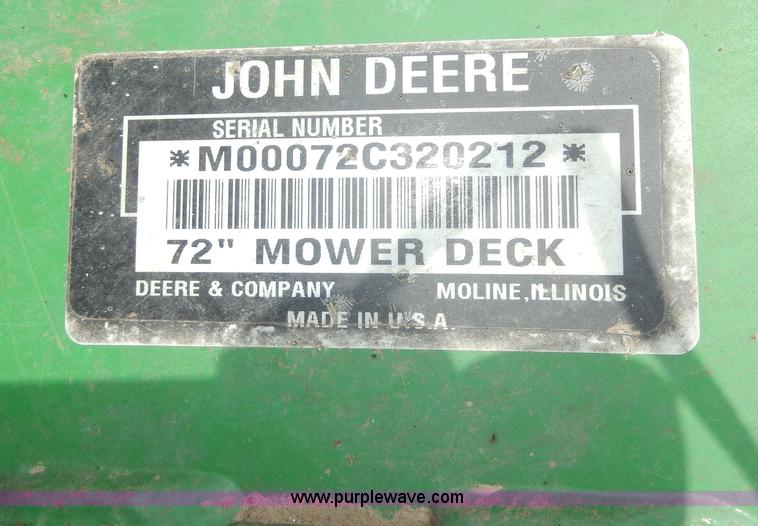 JOHN DEERE
SERIAL NUMBER
*M00072C320212*
72" MOWER DECK
DEERE & COMPANY MOLINE, ILLINOIS
MADE IN U.S.A.
www.purplewave.com